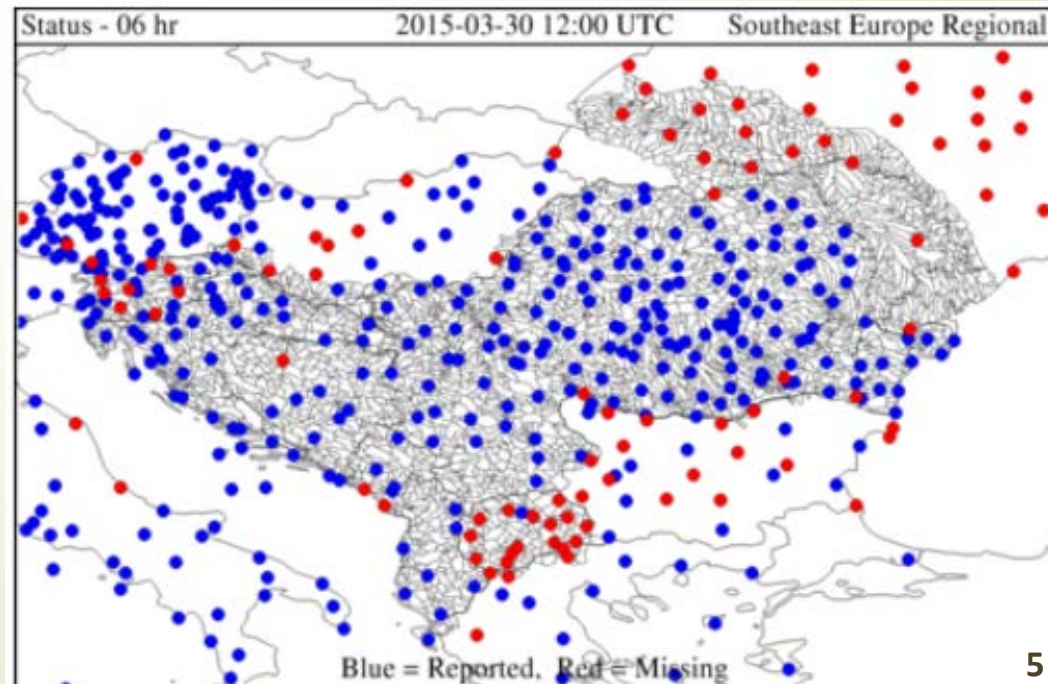 Status - 06 hr 2015-03-30 12:00 UTC Southeast Europe Regional
Blue = Reported, Red = Missing
5